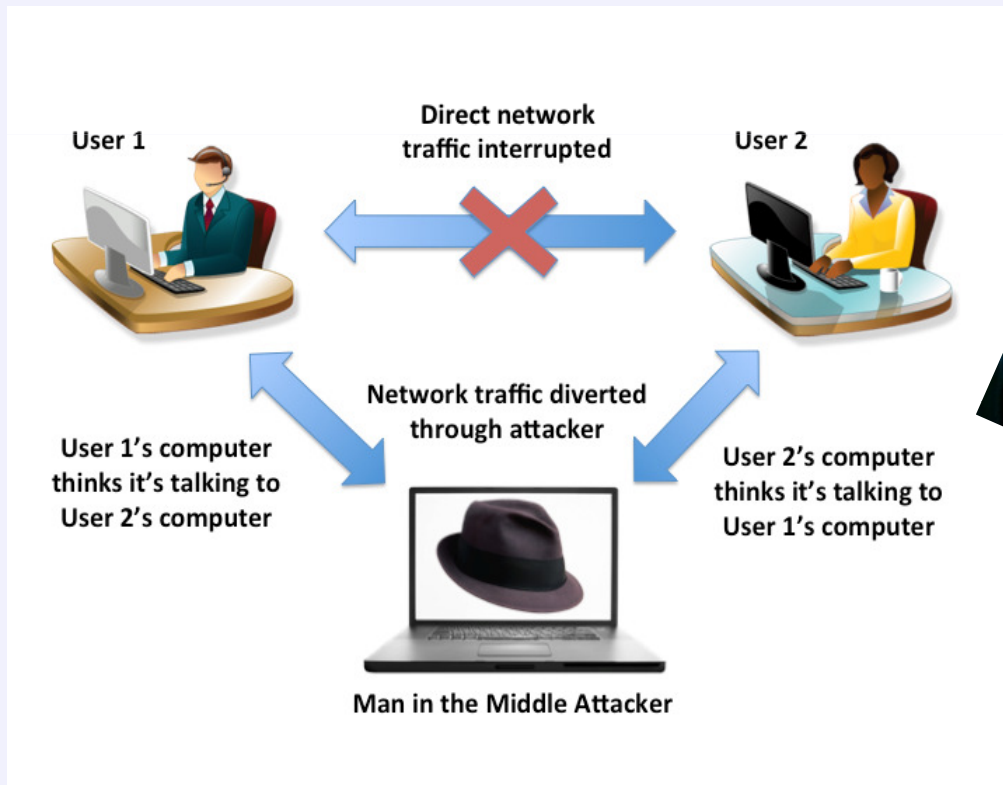 User 1
Direct network
traffic interrupted
User 2
Network traffic diverted
through attacker
User 1’s computer
thinks it’s talking to
User 2’s computer
User 2’s computer
thinks it’s talking to
User 1’s computer
Man in the Middle Attacker